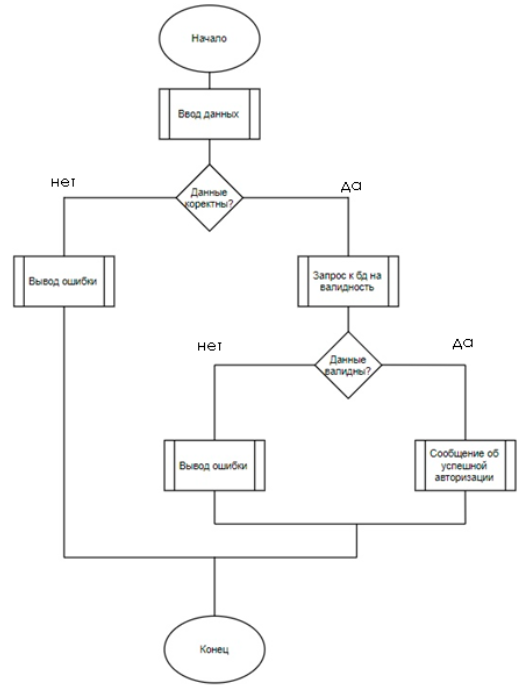 Начало
Ввод данных
нет
да
Данные
коректны?
Вывод ошибки
Запрос к бд на
валидность
нет
да
Данные
валидны?
Вывод ошибки
Сообщение об
успешной
авторизации
Конец